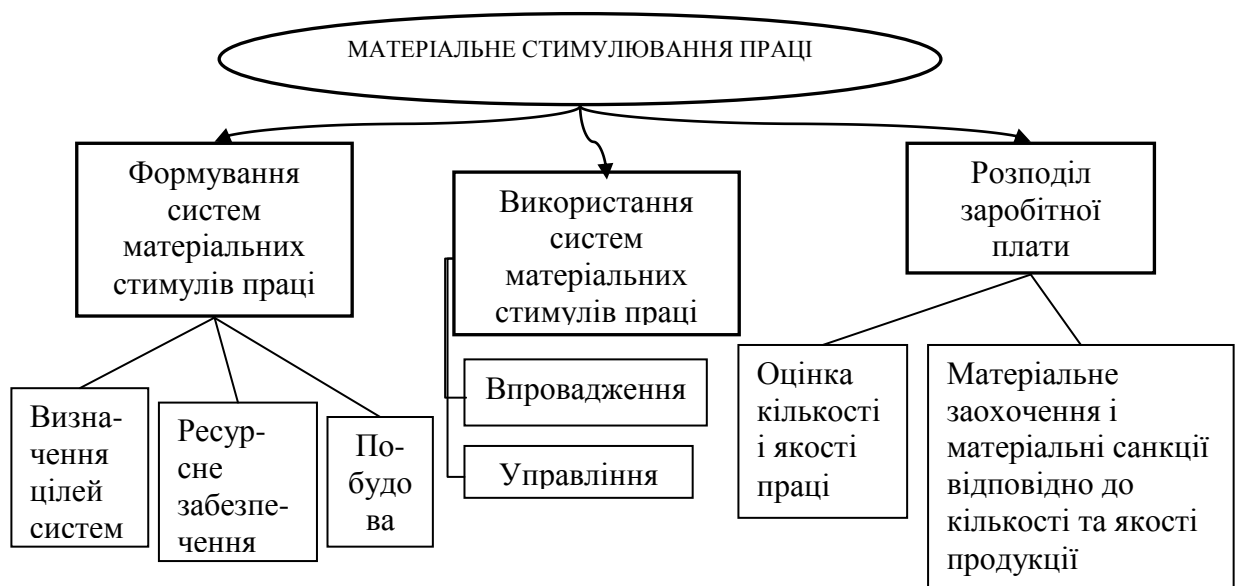 МАТЕРІАЛЬНЕ СТИМУЛЮВАННЯ ПРАЦІ
Формування
систем
матеріальних
стимулів праці
Використання
систем
матеріальних
стимулів праці
Розподіл
заробітної
плати
Визна-
чення
цілей
систем
Ресур-
сне
забезпе-
чення
По-
будо
ва
Впровадження
Управління
Оцінка
кількості
і якості
праці
Матеріальне
заохочення і
матеріальні санкції
відповідно до
кількості та якості
продукції